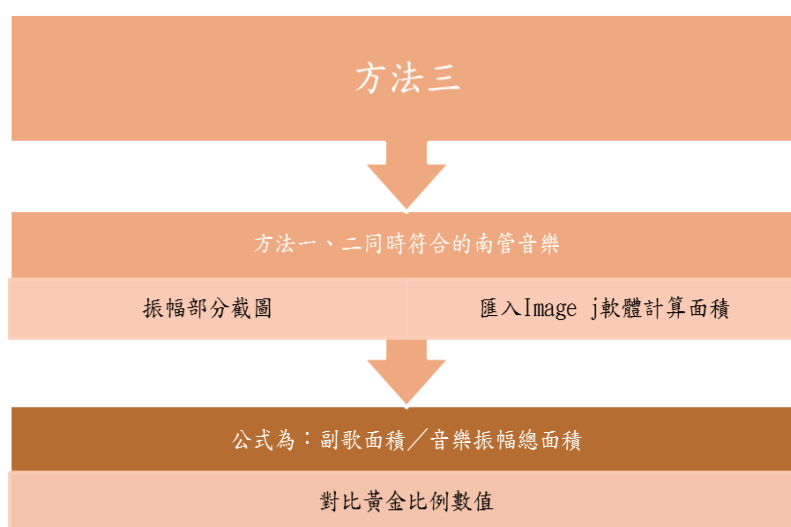 方法三
方法一、二同時符合的南管音樂
振幅部分截圖
匯入Image j軟體計算面積
公式為：副歌面積／音樂振幅總面積
對比黃金比例數值